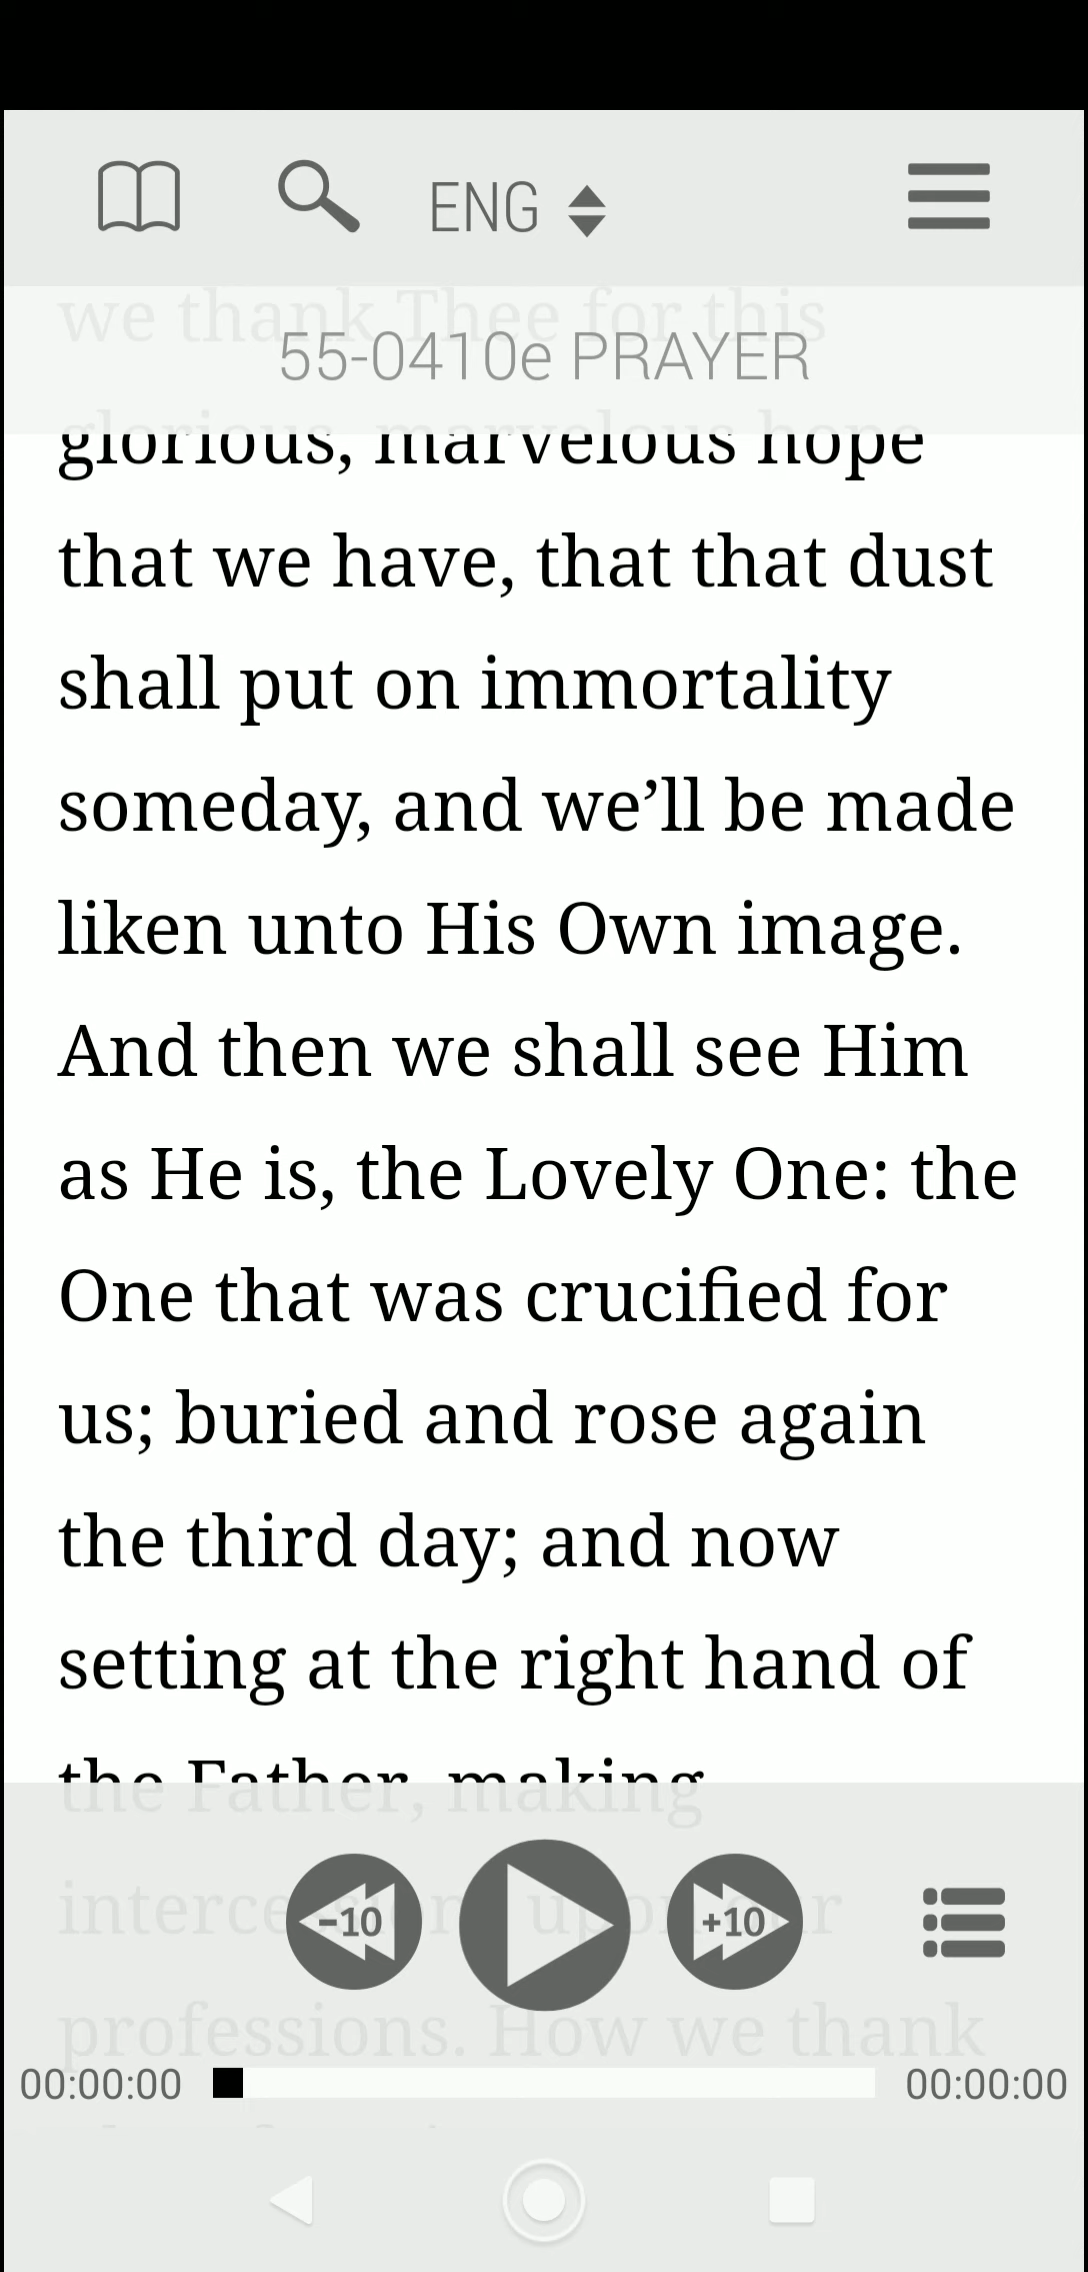 ENG
we thank Thee for this
55-0410e PRAYER
glorious, marvelous hope
that we have, that that dust
shall put on immortality
someday, and we’ll be made
liken unto His Own image.
And then we shall see Him
as He is, the Lovely One: the
One that was crucified for
us; buried and rose again
the third day; and now
setting at the right hand of
the Father, making
upon our
-10
+10
professions. How we thank
00:00:00
00:00:00